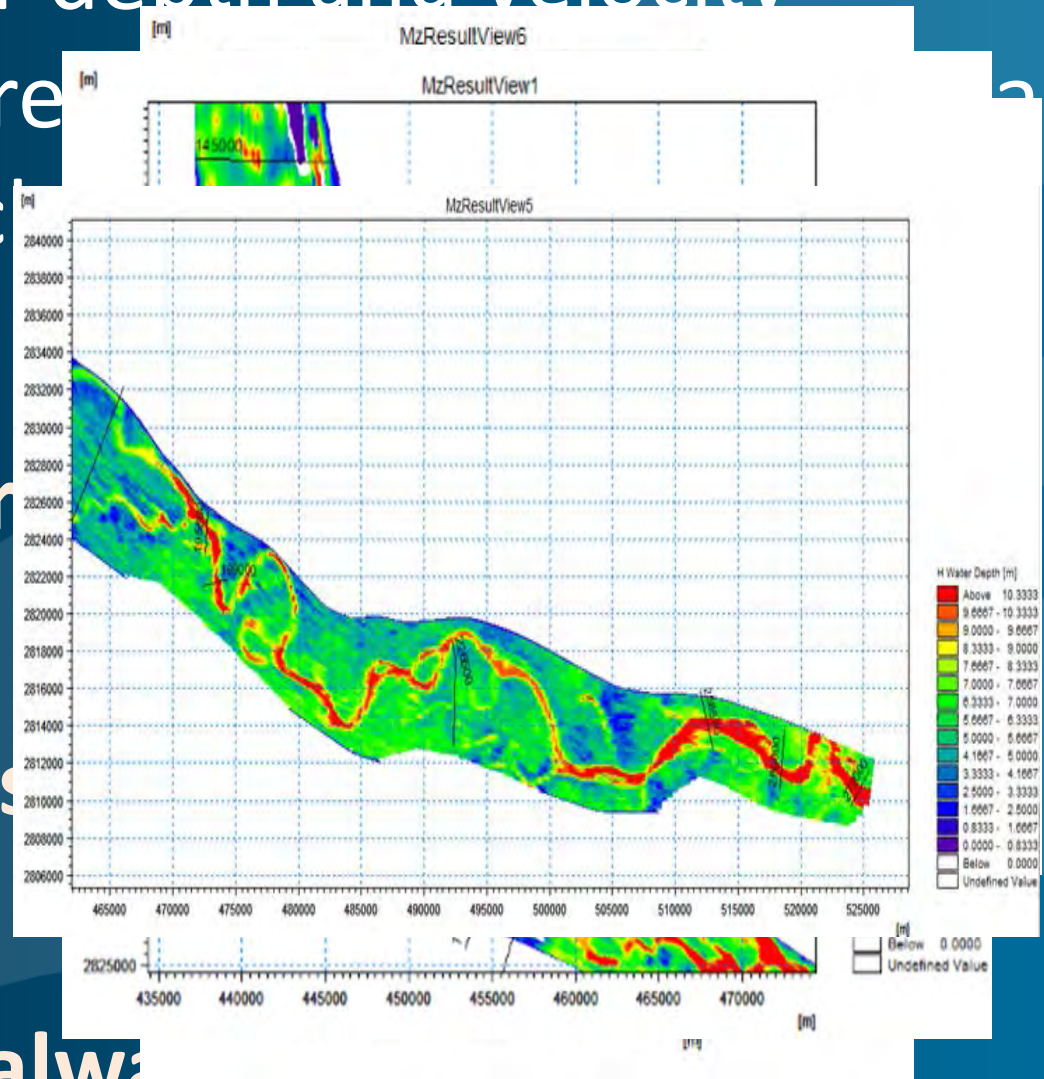 r depth and velocity
[m]
MzResultView6
re
[m]
MzResultView1
a
145000
[m]
MzResultView5
2840000
2838000
2836000
2834000
2832000
2830000
2828000
2826000
2824000
2822000
2820000
2818000
2816000
2814000
2812000
2810000
2808000
2806000
465000 470000 475000 480000 485000 490000 495000 500000 505000 510000 515000 520000 525000
[m]
H Water Depth [m]
Above 10.3333
9.6667 - 10.3333
9.0000 - 9.6667
8.3333 - 9.0000
7.6667 - 8.3333
7.0000 - 7.6667
6.3333 - 7.0000
5.6667 - 6.3333
5.0000 - 5.6667
4.1667 - 5.0000
3.3333 - 4.1667
2.5000 - 3.3333
1.6667 - 2.5000
0.8333 - 1.6667
0.0000 - 0.8333
Below 0.0000
Undefined Value
Below 0.0000
Undefined Value
2825000
435000 440000 445000 450000 455000 460000 465000 470000
[m]
alwa